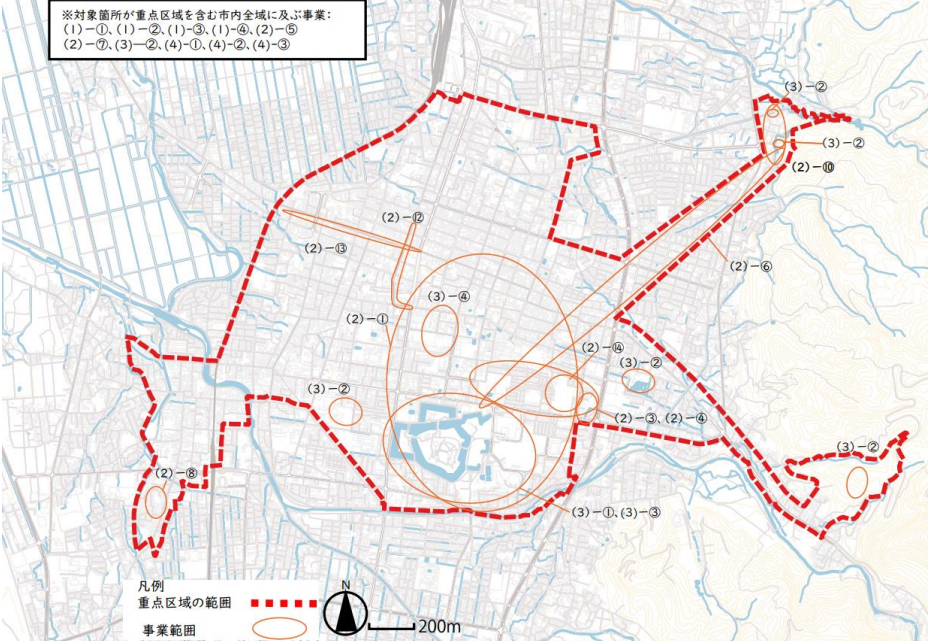 ※対象箇所が重点区域を含む市内全域に及ぶ事業：
(1)－①、(1)－②、(1)-③、(1)-④、(2)－⑤
(2)－⑦、(3)―②、(4)-①、(4)-②、(4)-③
(3)－②
(3)－②
(2)－⑩
(2)－⑫
(2)－⑬
(2)－⑥
(3)－④
(2)－①
(2)－⑭
(3)－②
(3)－②
(2)－③、(2)－④
(3)－②
(2)－⑧
(3)－①、(3)－③
凡例
重点区域の範囲
事業範囲
N
200m